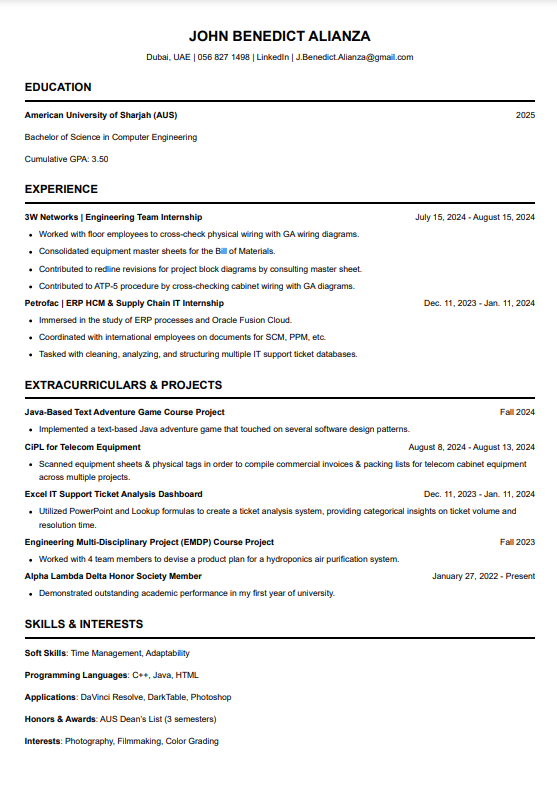 JOHN BENEDICT ALIANZA
Dubai, UAE | 056 827 1498 | LinkedIn | J.Benedict.Alianza@gmail.com
EDUCATION
American University of Sharjah (AUS) 2025
Bachelor of Science in Computer Engineering
Cumulative GPA: 3.50
EXPERIENCE
3W Networks | Engineering Team Internship July 15, 2024 - August 15, 2024
• Worked with floor employees to cross-check physical wiring with GA wiring diagrams.
• Consolidated equipment master sheets for the Bill of Materials.
• Contributed to redline revisions for project block diagrams by consulting master sheet.
• Contributed to ATP-5 procedure by cross-checking cabinet wiring with GA diagrams.
Petrofac | ERP HCM & Supply Chain IT Internship Dec. 11, 2023 - Jan. 11, 2024
• Immersed in the study of ERP processes and Oracle Fusion Cloud.
• Coordinated with international employees on documents for SCM, PPM, etc.
• Tasked with cleaning, analyzing, and structuring multiple IT support ticket databases.
EXTRACURRICULARS & PROJECTS
Java-Based Text Adventure Game Course Project Fall 2024
• Implemented a text-based Java adventure game that touched on several software design patterns.
CiPL for Telecom Equipment August 8, 2024 - August 13, 2024
• Scanned equipment sheets & physical tags in order to compile commercial invoices & packing lists for telecom cabinet equipment
across multiple projects.
Excel IT Support Ticket Analysis Dashboard Dec. 11, 2023 - Jan. 11, 2024
• Utilized PowerPoint and Lookup formulas to create a ticket analysis system, providing categorical insights on ticket volume and
resolution time.
Engineering Multi-Disciplinary Project (EMDP) Course Project Fall 2023
• Worked with 4 team members to devise a product plan for a hydroponics air purification system.
Alpha Lambda Delta Honor Society Member January 27, 2022 - Present
• Demonstrated outstanding academic performance in my first year of university.
SKILLS & INTERESTS
Soft Skills: Time Management, Adaptability
Programming Languages: C++, Java, HTML
Applications: DaVinci Resolve, DarkTable, Photoshop
Honors & Awards: AUS Dean's List (3 semesters)
Interests: Photography, Filmmaking, Color Grading